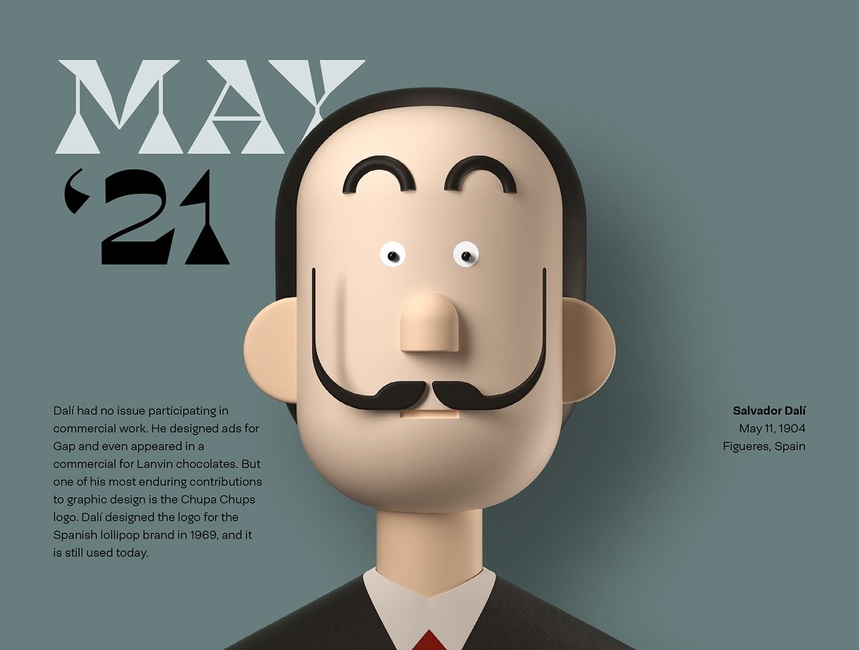 MAY
‘21
Dalí had no issue participating in
commercial work. He designed ads for
Gap and even appeared in a
commercial for Lanvin chocolates. But
one of his most enduring contributions
to graphic design is the Chupa Chups
logo. Dalí designed the logo for the
Spanish lollipop brand in 1969, and it
is still used today.
Salvador Dalí
May 11, 1904
Figueres, Spain